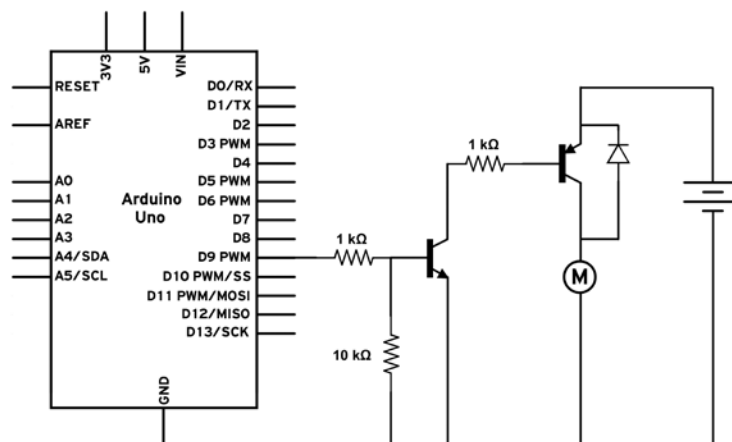 3V3
5V
VIN
RESET
AREF
A0
A1
A2
A3
A4/SDA
A5/SCL
Arduino
Uno
D0/RX
D1/TX
D2
D3 PWM
D4
D5 PWM
D6 PWM
D7
D8
D9 PWM
D10 PWM/SS
D11 PWM/MOSI
D12/MISO
D13/SCK
GND
1 kΩ
10 kΩ
1 kΩ
M